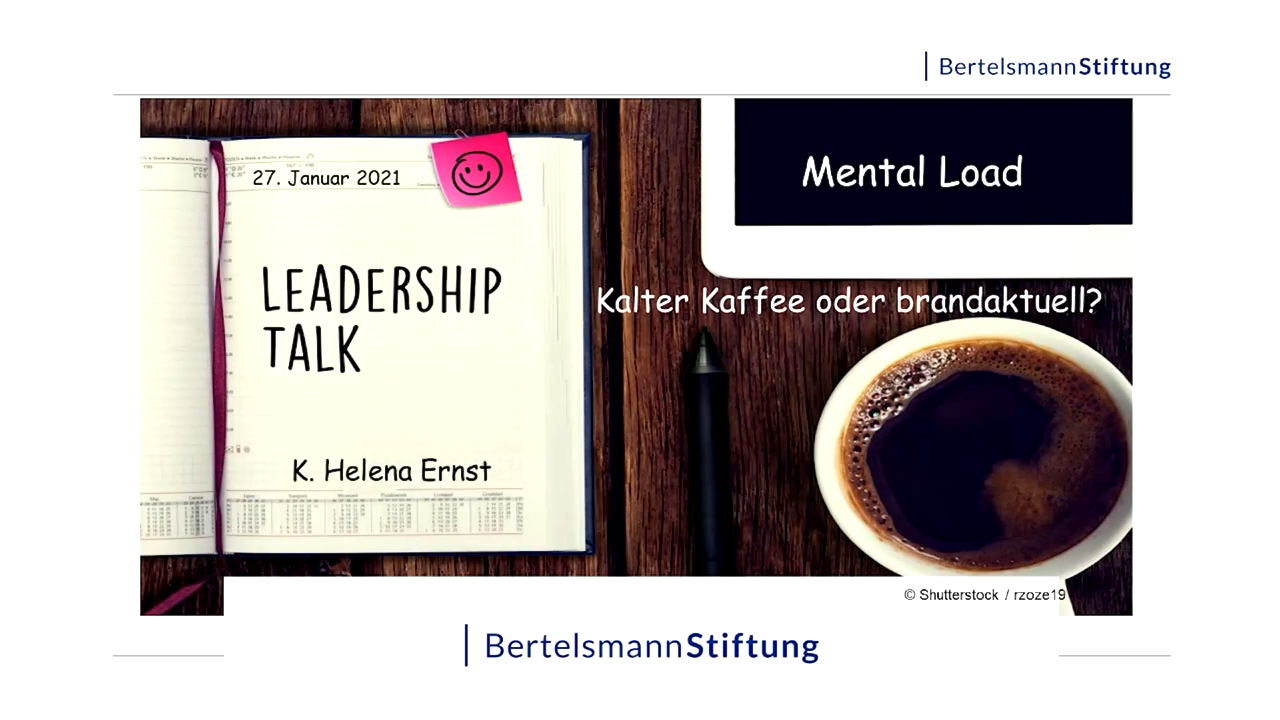 BertelsmannStiftung
27. Januar 2021
LEADERSHIP
TALK
K. Helena Ernst
Mental Load
Kalter Kaffee oder brandaktuell?
© Shutterstock / rzoze19
BertelsmannStiftung